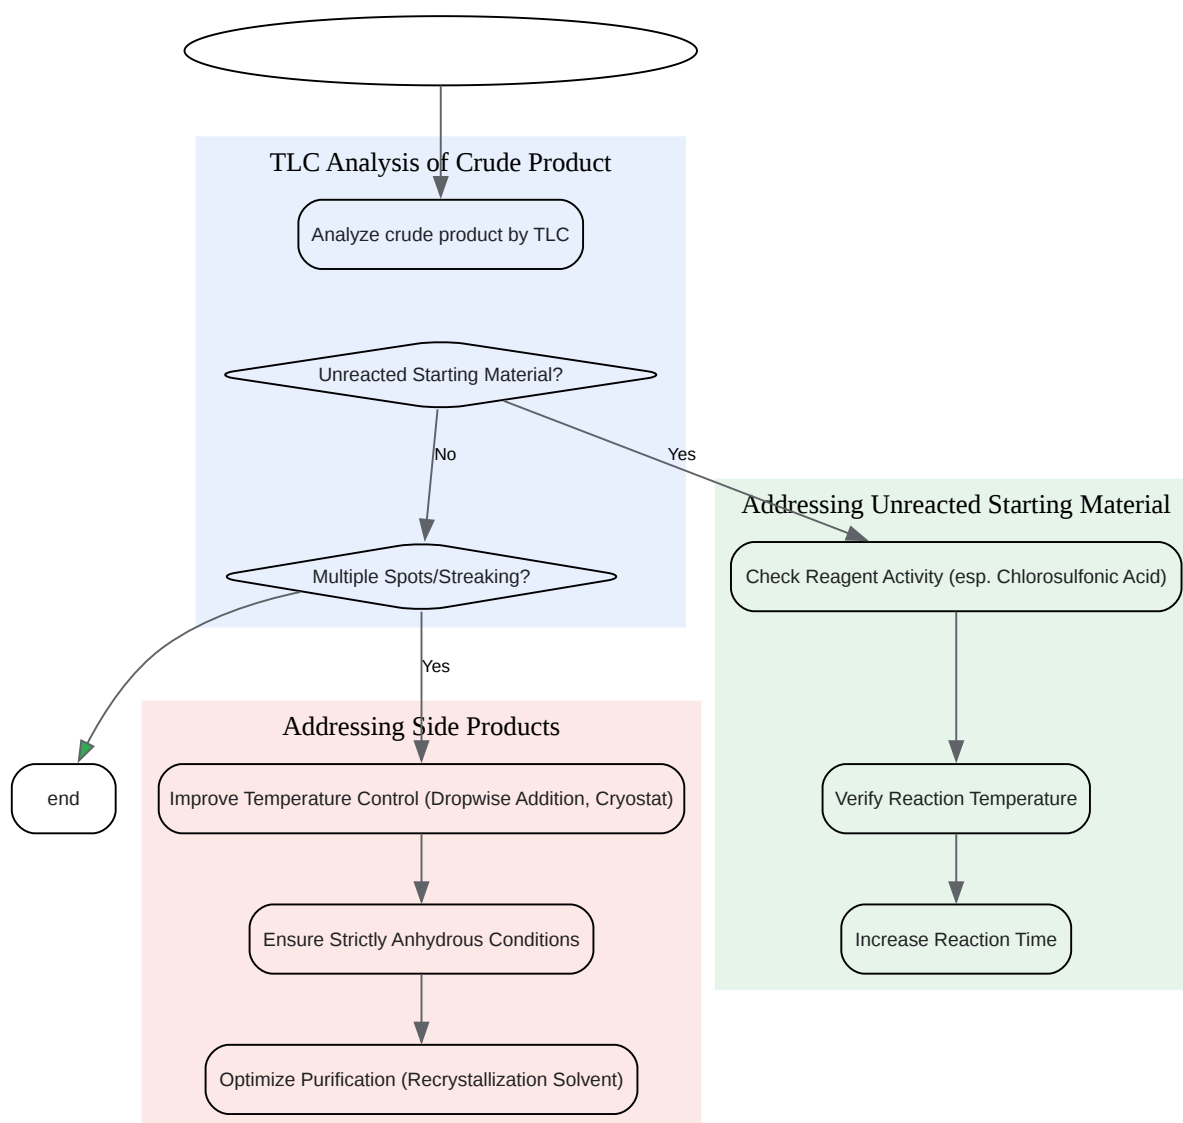 TLC Analysis of Crude Product
Analyze crude product by TLC
Unreacted Starting Material?
No
Yes
Addressing Unreacted Starting Material
Multiple Spots/Streaking?
Check Reagent Activity (esp. Chlorosulfonic Acid)
Yes
Addressing Side Products
end
Improve Temperature Control (Dropwise Addition, Cryostat)
Verify Reaction Temperature
Ensure Strictly Anhydrous Conditions
Increase Reaction Time
Optimize Purification (Recrystallization Solvent)